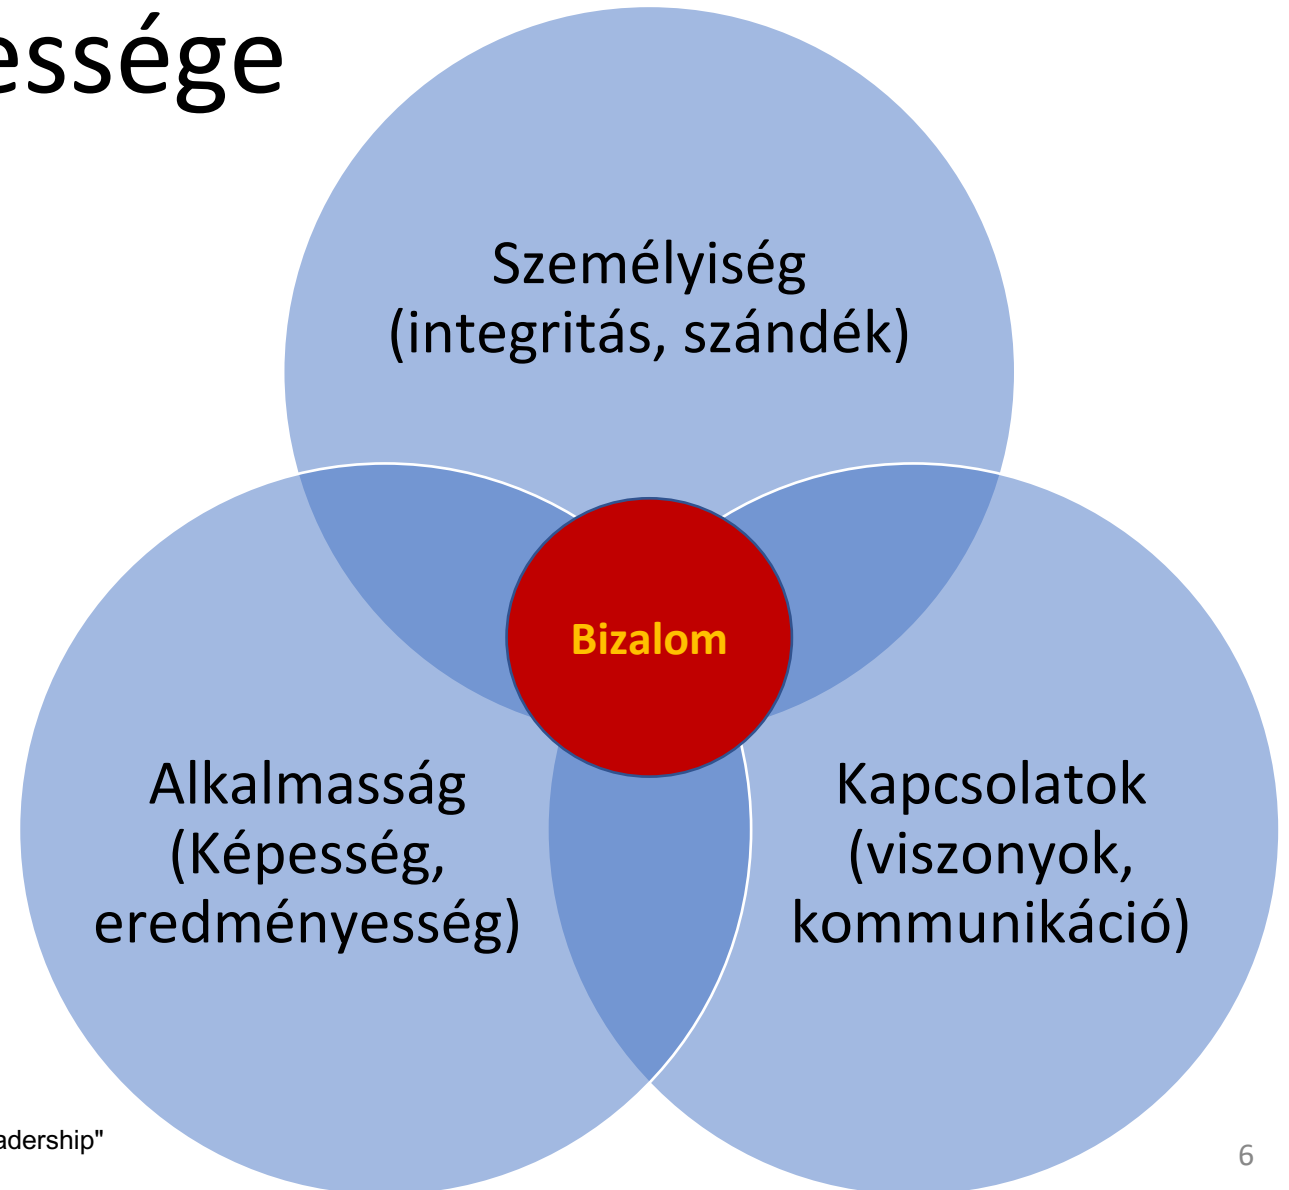 essége
Személyiség
(integritás, szándék)
Bizalom
Alkalmasság
(Képesség,
eredményesség)
Kapcsolatok
(viszonyok,
kommunikáció)
adership"
6